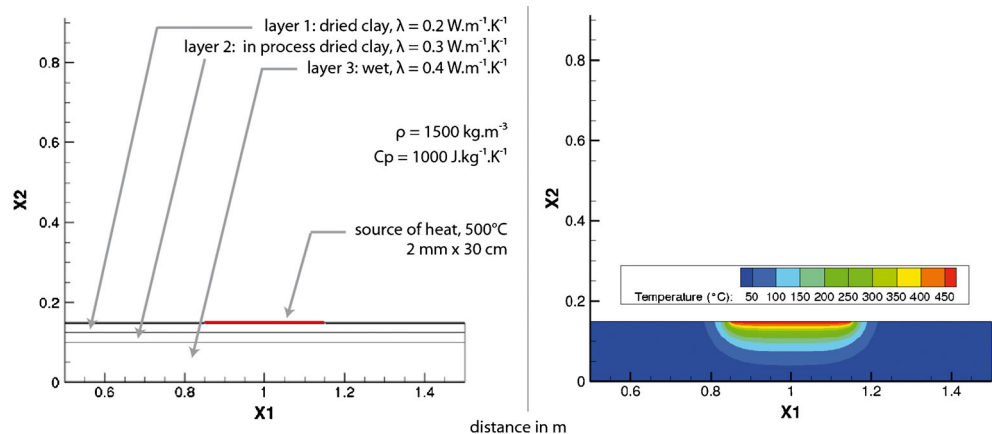 layer 1: dried clay, λ = 0.2 W.m⁻¹.K⁻¹
layer 2: in process dried clay, λ = 0.3 W.m⁻¹.K⁻¹
layer 3: wet, λ = 0.4 W.m⁻¹.K⁻¹
ρ = 1500 kg.m⁻³
Cp = 1000 J.kg⁻¹.K⁻¹
source of heat, 500°C
2 mm x 30 cm
X2
0.8
0.6
0.4
0.2
0
0.6 0.8 1 1.2 1.4
X1
X2
0.8
0.6
0.4
0.2
0
Temperature (°C): 50 100 150 200 250 300 350 400 450
0.6 0.8 1 1.2 1.4
X1
distance in m